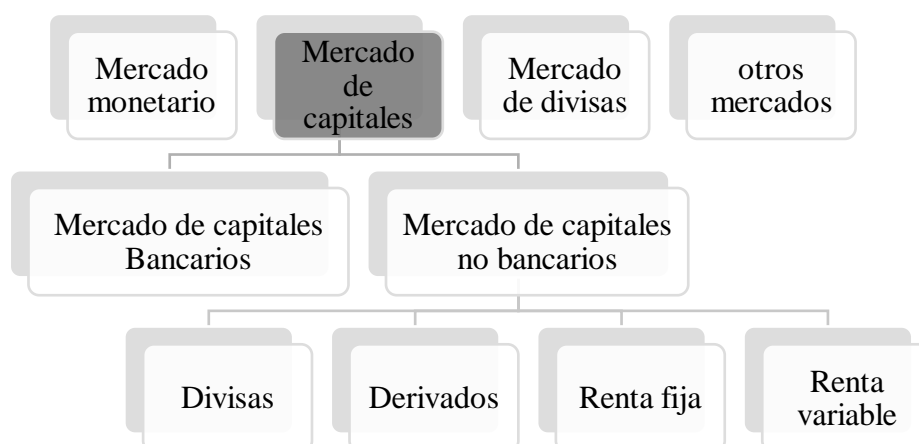 Mercado
monetario
Mercado
de
capitales
Mercado
de divisas
otros
mercados
Mercado de capitales
Bancarios
Mercado de capitales
no bancarios
Divisas
Derivados
Renta fija
Renta
variable